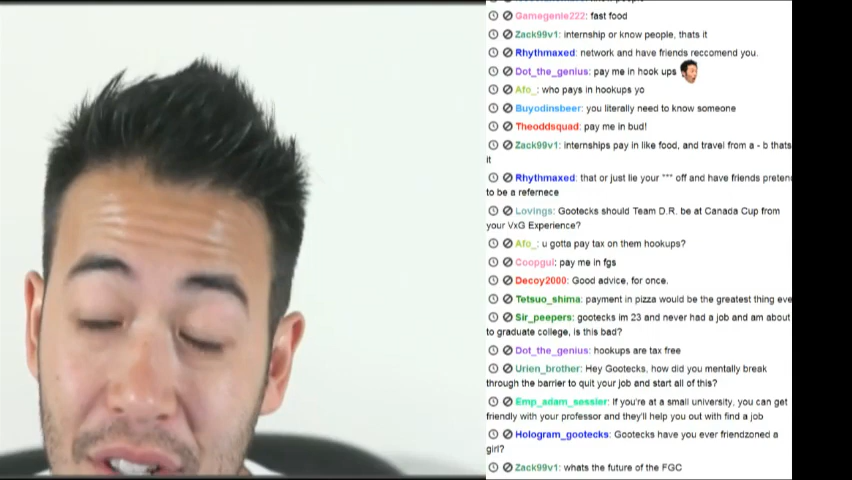 Gamegenie222: fast food
Zack99v1: internship or know people, thats it
Rhythmaxed: network and have friends reccomend you.
Dot_the_genius: pay me in hook ups
Afo_: who pays in hookups yo
Buyodinsbeer: you literally need to know someone
Theoddsquad: pay me in bud!
Zack99v1: internships pay in like food, and travel from a - b thats
it
Rhythmaxed: that or just lie your *** off and have friends pretend
to be a refernece
Lovings: Gootecks should Team D.R. be at Canada Cup from
your VxG Experience?
Afo_: u gotta pay tax on them hookups?
Coopgui: pay me in fgs
Decoy2000: Good advice, for once.
Tetsuo_shima: payment in pizza would be the greatest thing eve
Sir_peepers: gootecks im 23 and never had a job and am about
to graduate college, is this bad?
Dot_the_genius: hookups are tax free
Urien_brother: Hey Gootecks, how did you mentally break
through the barrier to quit your job and start all of this?
Emp_adam_sessler: If you're at a small university, you can get
friendly with your professor and they'll help you out with find a job
Hologram_gootecks: Gootecks have you ever friendzoned a
girl?
Zack99v1: whats the future of the FGC